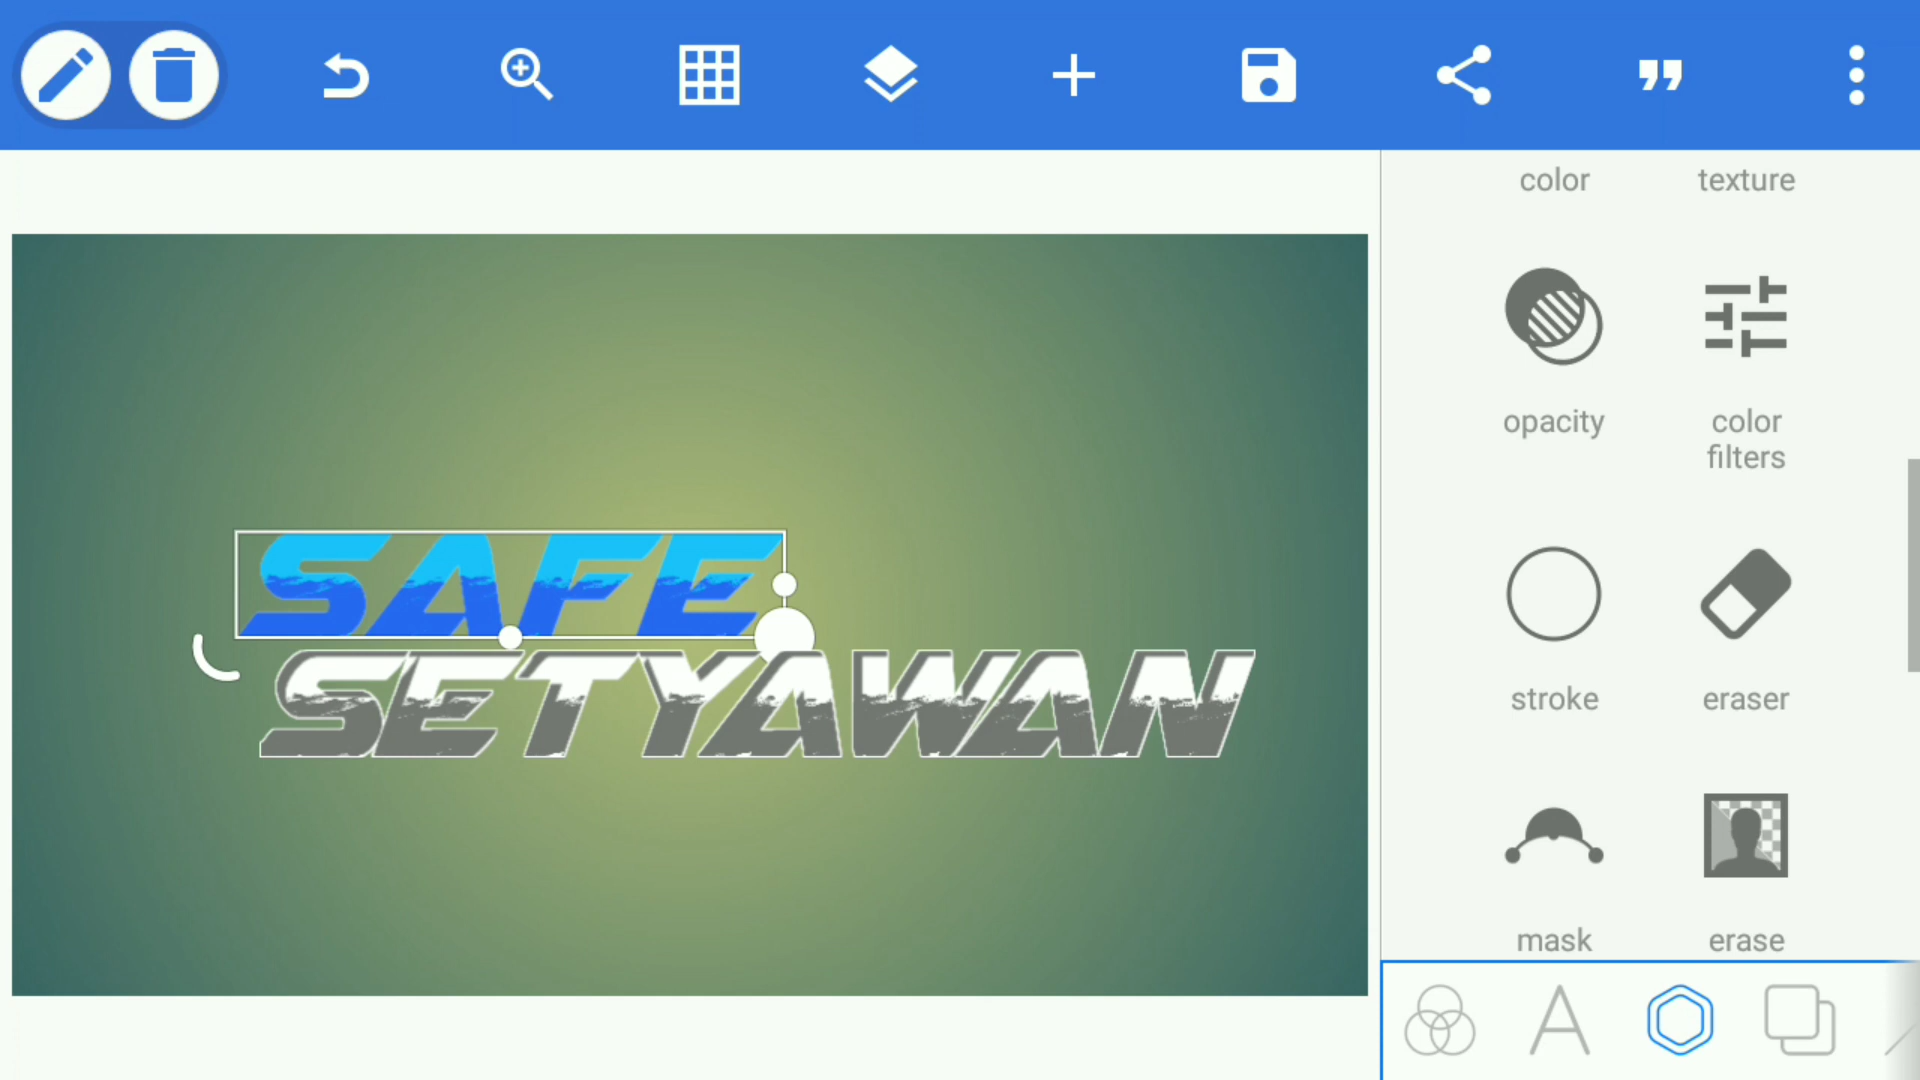 color texture
opacity color filters
SAFE
stroke eraser
SETYAWAN
mask erase